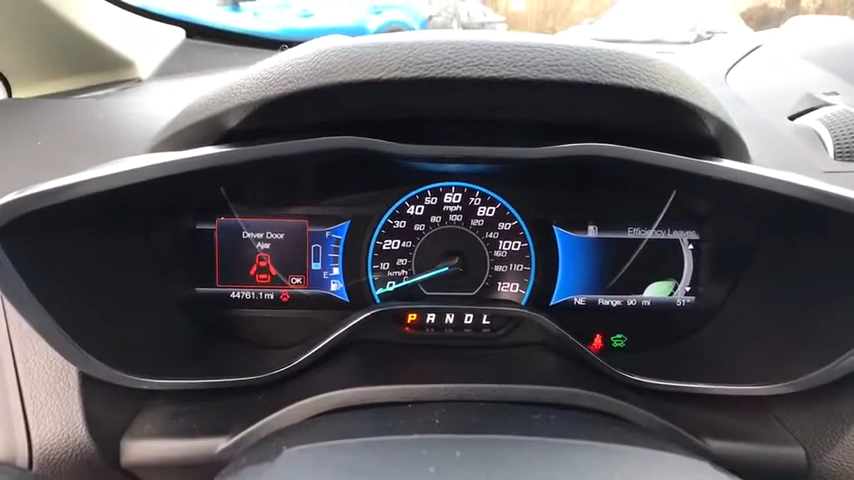 Driver Door
Ajar
OK
F
E
44761.1 mi
0
10
20
30
40
50
60
70
80
90
100
110
120
mph
km/h
20
40
60
80
100
120
140
160
180
P R N D L
Efficiency Leaves
NE Range: 90 mi 51°